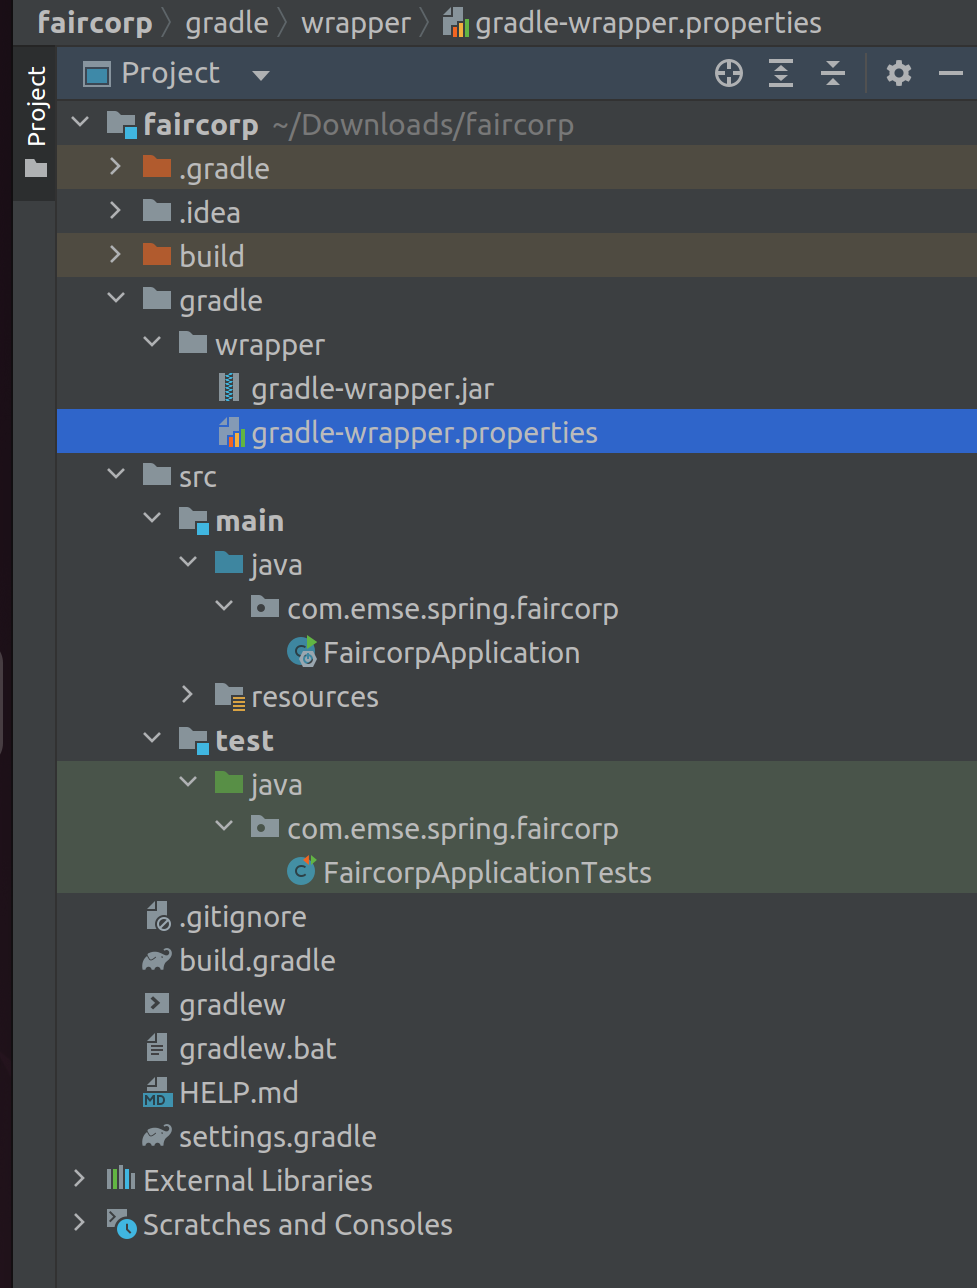 faircorp gradle wrapper gradle-wrapper.properties
Project
Project
faircorp ~/Downloads/faircorp
.gradle
.idea
build
gradle
wrapper
gradle-wrapper.jar
gradle-wrapper.properties
src
main
java
com.emse.spring.faircorp
FaircorpApplication
resources
test
java
com.emse.spring.faircorp
FaircorpApplicationTests
.gitignore
build.gradle
gradlew
gradlew.bat
HELP.md
settings.gradle
External Libraries
Scratches and Consoles